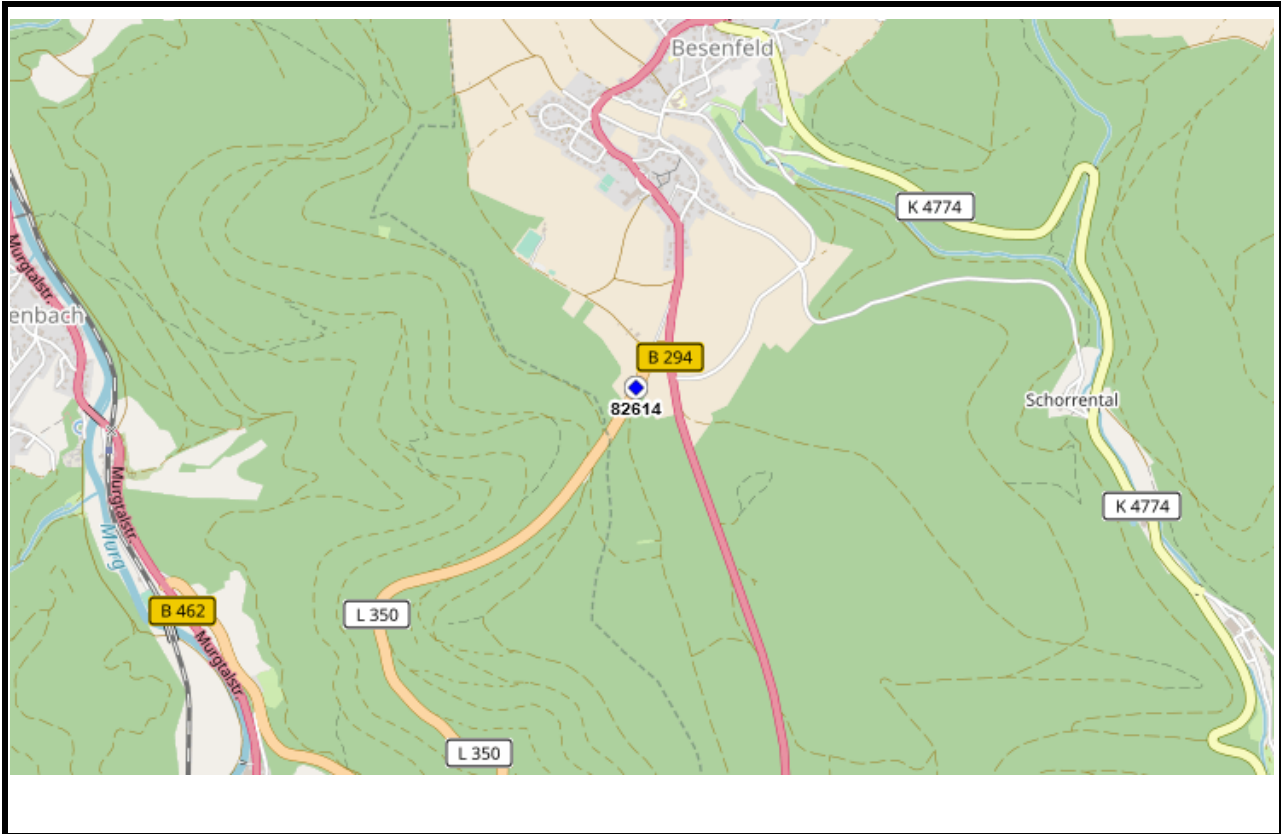 Besenfeld
K 4774
Murgtalstr.
enbach
B 294
82614
Schorrental
Murgtalstr.
K 4774
Murg
B 462
L 350
Murgtalstr.
L 350